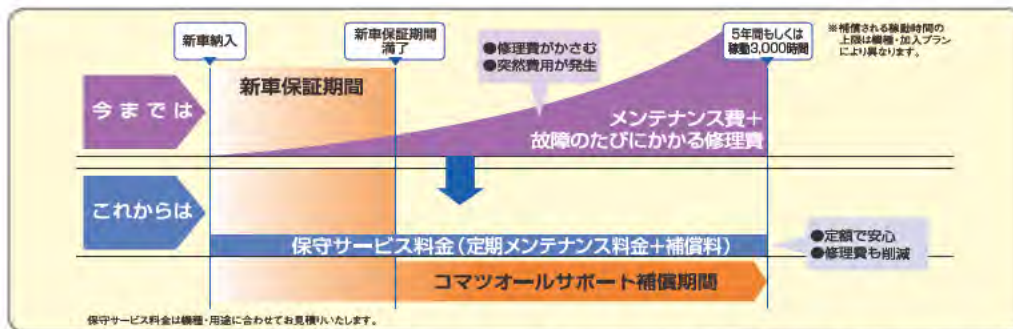 新車納入
新車保証期間
満了
5年間もしくは
稼動3,000時間
※補償される稼動時間の
上限は機種・加入プラン
により異なります。
●修理費がかさむ
●突然費用が発生
今までは
新車保証期間
メンテナンス費+
故障のたびにかかる修理費
これからは
保守サービス料金(定期メンテナンス料金+補償料)
●定額で安心
●修理費も削減
コマツオールサポート補償期間
保守サービス料金は機種・用途に合わせてお見積りいたします。